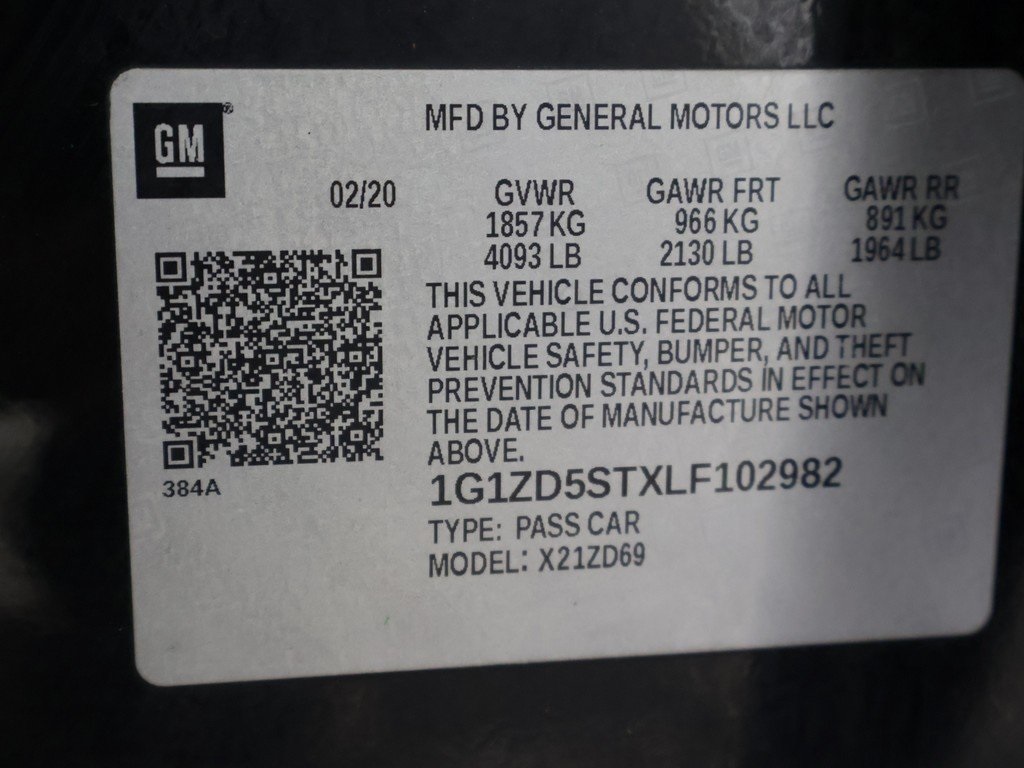 GM®
MFD BY GENERAL MOTORS LLC
02/20 GVWR GAWR FRT GAWR RR
1857 KG 966 KG 891 KG
4093 LB 2130 LB 1964 LB
THIS VEHICLE CONFORMS TO ALL
APPLICABLE U.S. FEDERAL MOTOR
VEHICLE SAFETY, BUMPER, AND THEFT
PREVENTION STANDARDS IN EFFECT ON
THE DATE OF MANUFACTURE SHOWN
ABOVE.
384A
1G1ZD5STXLF102982
TYPE: PASS CAR
MODEL: X21ZD69